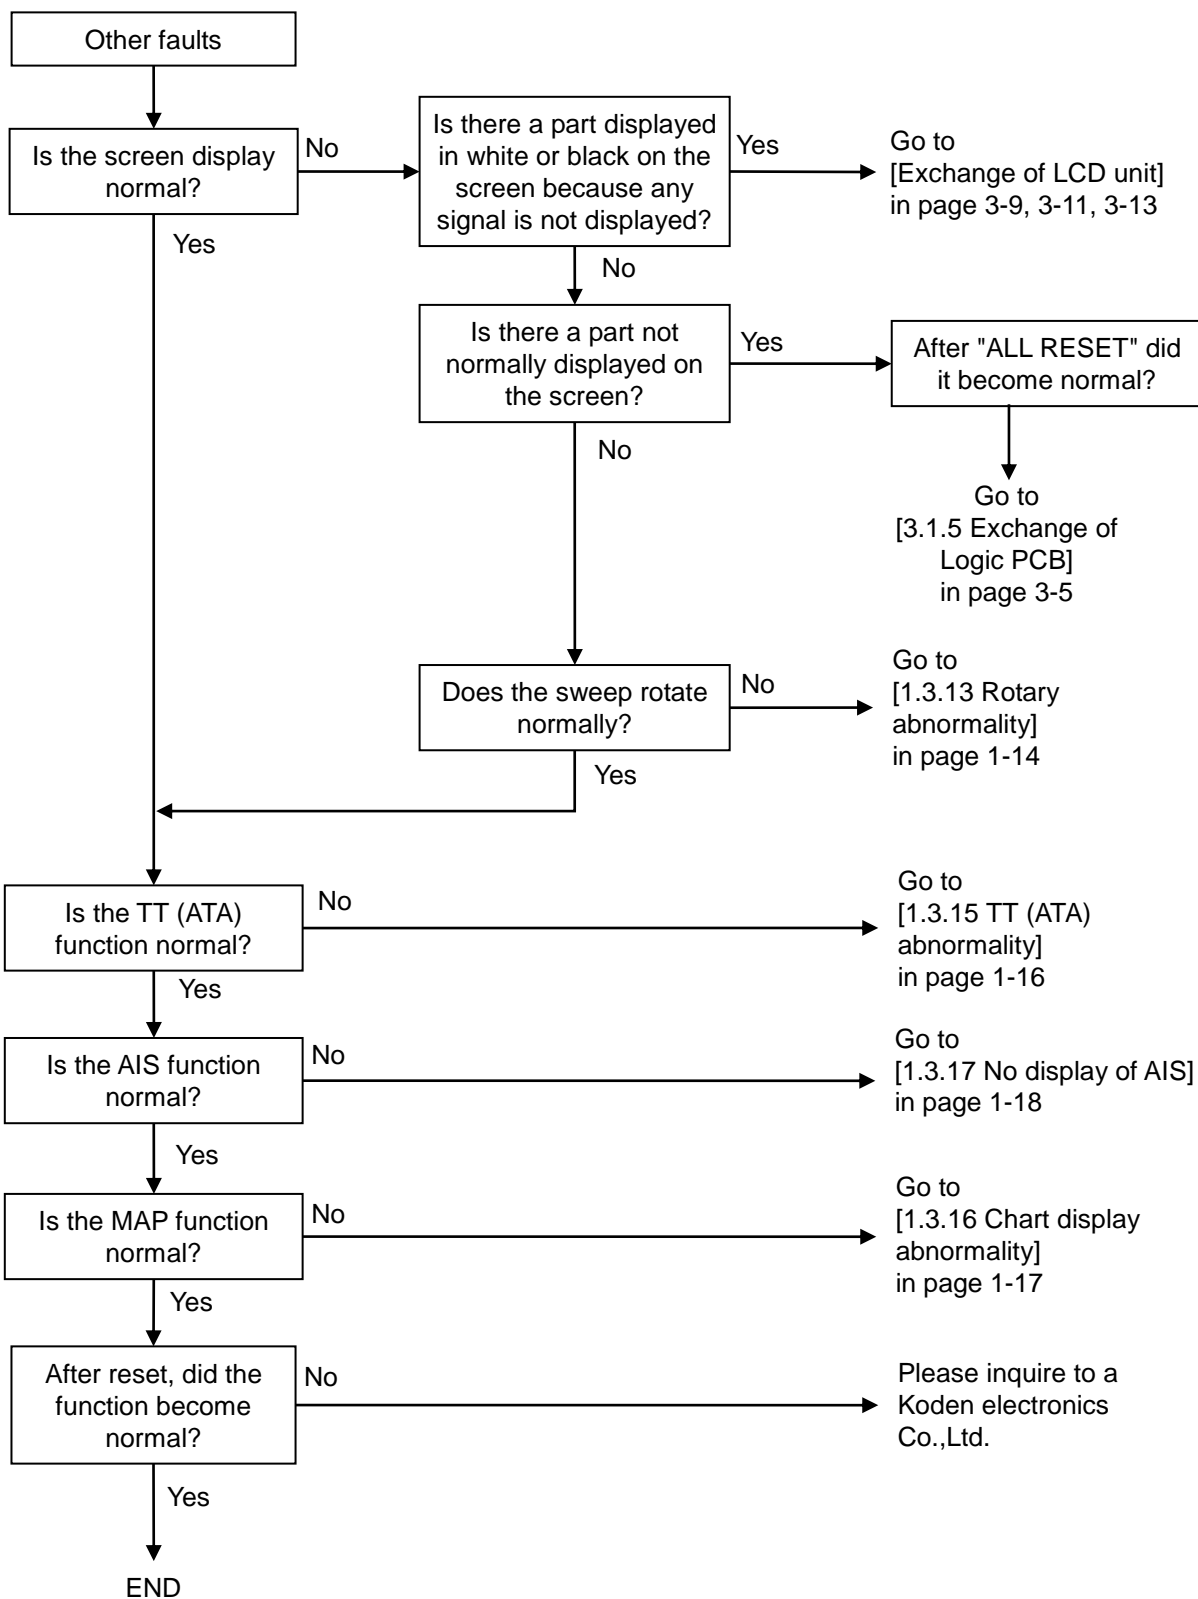 Other faults
Is the screen display
normal?
No
Yes
Is there a part displayed
in white or black on the
screen because any
signal is not displayed?
Yes
Go to
[Exchange of LCD unit]
in page 3-9, 3-11, 3-13
No
Is there a part not
normally displayed on
the screen?
Yes
After "ALL RESET" did
it become normal?
Go to
[3.1.5 Exchange of
Logic PCB]
in page 3-5
No
Does the sweep rotate
normally?
No
Go to
[1.3.13 Rotary
abnormality]
in page 1-14
Yes
Is the TT (ATA)
function normal?
No
Go to
[1.3.15 TT (ATA)
abnormality]
in page 1-16
Yes
Is the AIS function
normal?
No
Go to
[1.3.17 No display of AIS]
in page 1-18
Yes
Is the MAP function
normal?
No
Go to
[1.3.16 Chart display
abnormality]
in page 1-17
Yes
After reset, did the
function become
normal?
No
Please inquire to a
Koden electronics
Co.,Ltd.
Yes
END